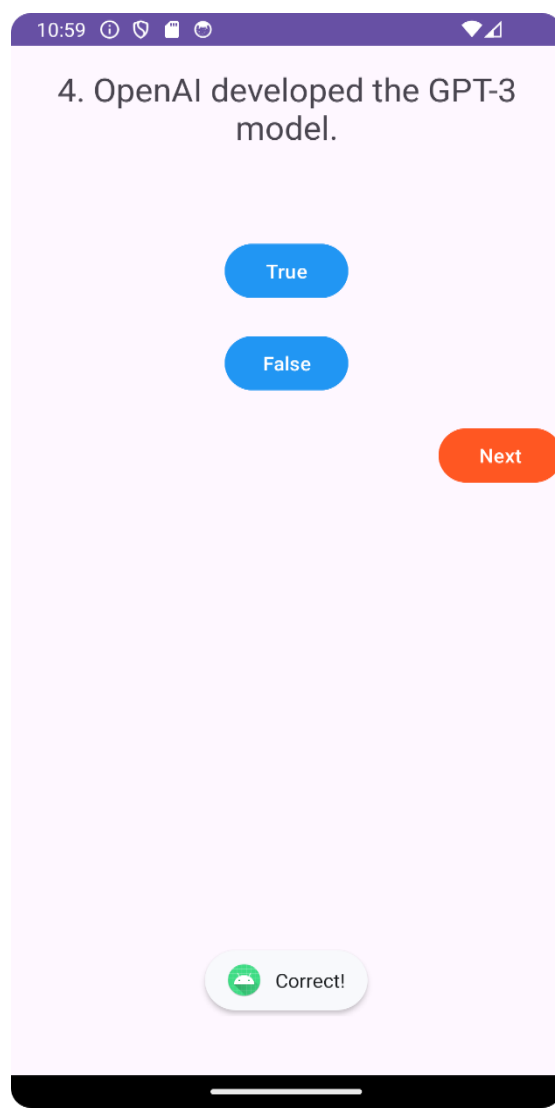 10:59
4. OpenAI developed the GPT-3
model.
True
False
Next
Correct!